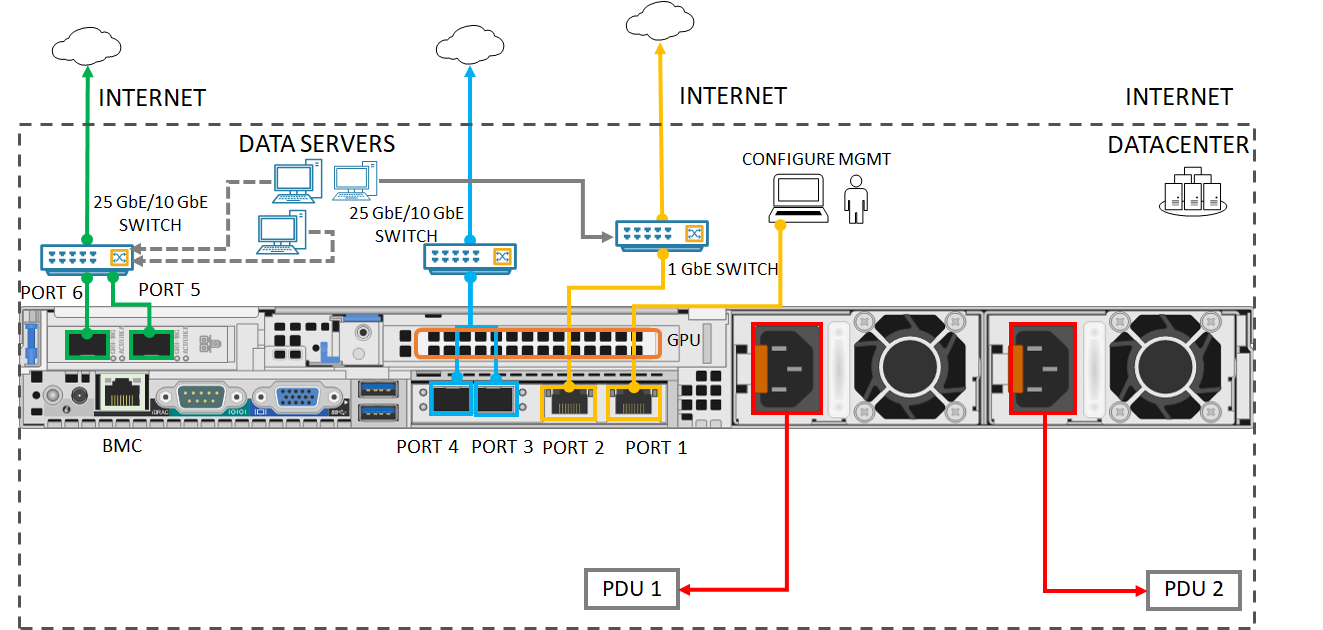 INTERNET
INTERNET
INTERNET
DATA SERVERS
DATACENTER
CONFIGURE MGMT
25 GbE/10 GbE
SWITCH
25 GbE/10 GbE
SWITCH
1 GbE SWITCH
PORT 6
PORT 5
GPU
iDRAC
IOIOI
BMC
PORT 4
PORT 3
PORT 2
PORT 1
PDU 1
PDU 2